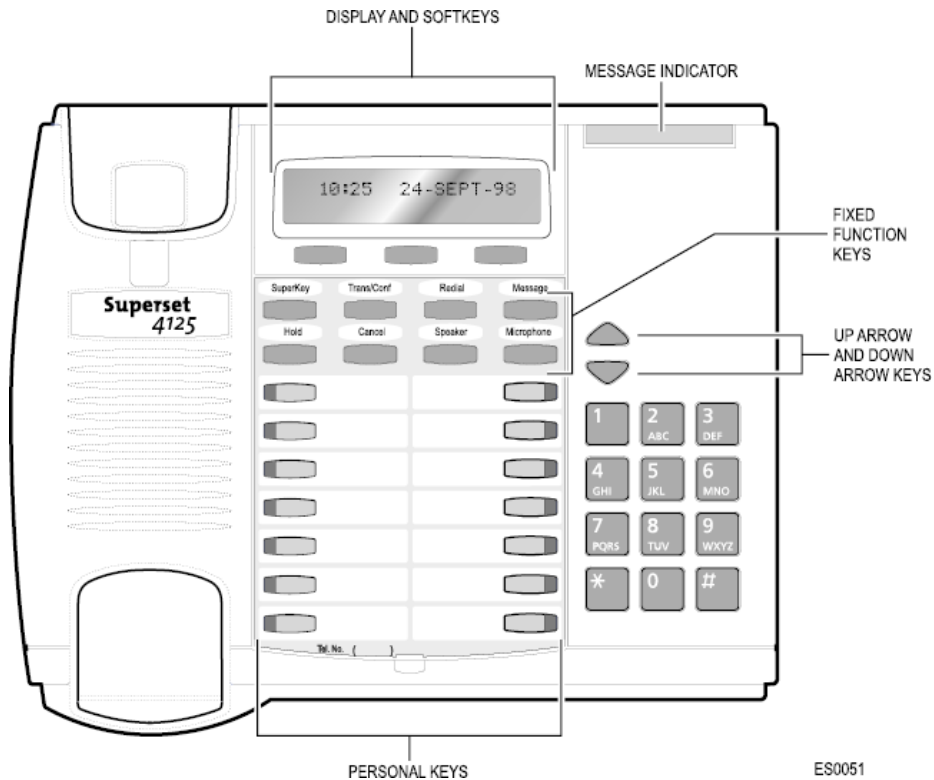 DISPLAY AND SOFTKEYS
MESSAGE INDICATOR
10:25 24-SEPT-98
FIXED
FUNCTION
KEYS
SuperKey Trans/Conf Redial Message
Superset
4125
Hold Cancel Speaker Microphone
UP ARROW
AND DOWN
ARROW KEYS
1 2 3
ABC DEF
4 5 6
GHI JKL MNO
7 8 9
PQRS TUV WXYZ
* 0 #
Tel. No. ( )
PERSONAL KEYS
ES0051